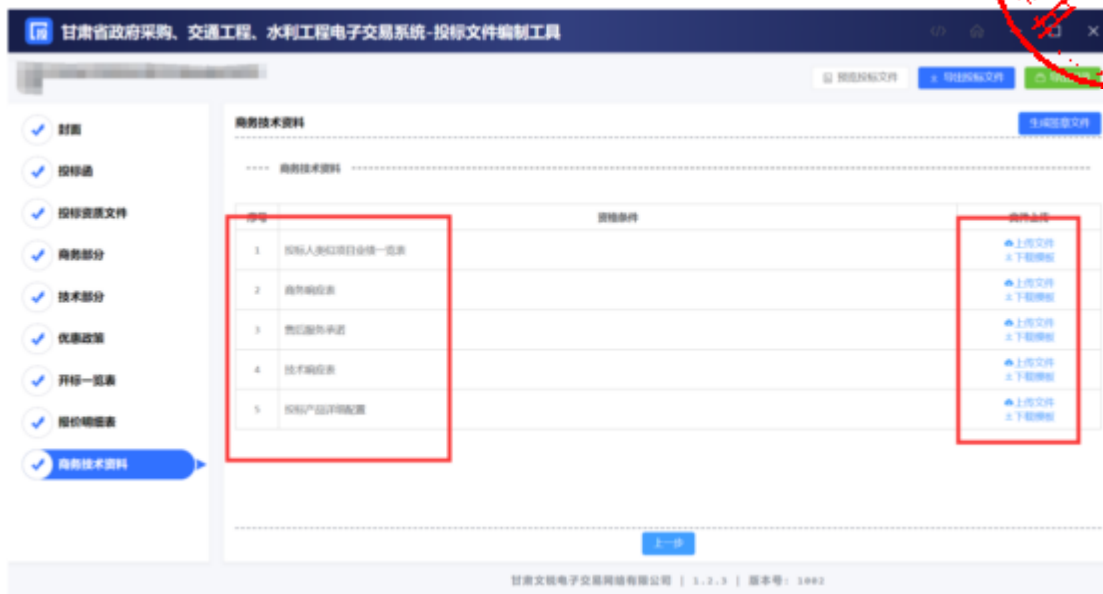 甘肃省政府采购、交通工程、水利工程电子交易系统-投标文件编制工具
预览投标文件
导出投标文件
封面
商务技术资料
生成签章文件
投标函
商务技术资料
投标资质文件
序号
资格条件
文件上传
商务部分
1
投标人类似项目业绩一览表
上传文件
下载模板
技术部分
2
商务响应表
上传文件
下载模板
优惠政策
3
售后服务承诺
上传文件
下载模板
开标一览表
4
技术响应表
上传文件
下载模板
报价明细表
5
投标产品详细配置
上传文件
下载模板
商务技术资料
上一步
甘肃文锐电子交易网络有限公司 | 1.2.3 | 版本号: 1002